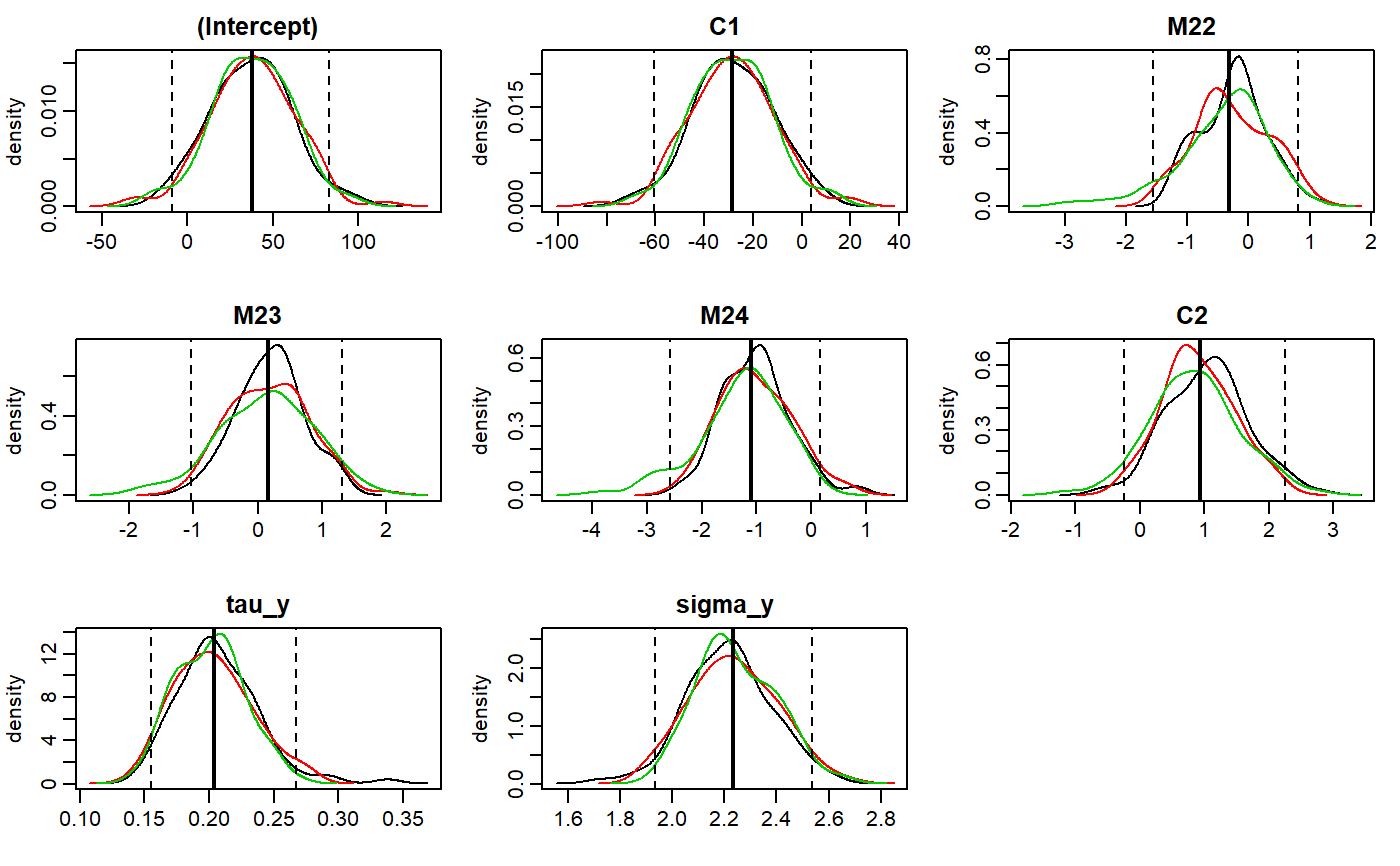 (Intercept)
density
0.000 0.010
-50 0 50 100
C1
density
0.000 0.015
-100 -60 -40 -20 0 20 40
M22
density
0.0 0.4 0.8
-3 -2 -1 0 1 2
M23
density
0.0 0.4
-2 -1 0 1 2
M24
density
0.0 0.3 0.6
-4 -3 -2 -1 0 1
C2
density
0.0 0.3 0.6
-2 -1 0 1 2 3
tau_y
density
0 4 8 12
0.10 0.15 0.20 0.25 0.30 0.35
sigma_y
density
0.0 1.0 2.0
1.6 1.8 2.0 2.2 2.4 2.6 2.8